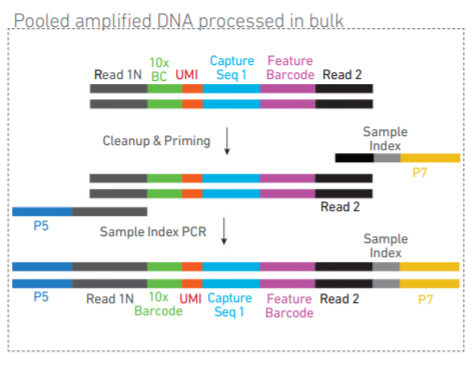 Pooled amplified DNA processed in bulk
Read 1N 10x BC UMI Capture Seq 1 Feature Barcode Read 2
Cleanup & Priming
Sample Index
P7
Read 2
P5
Sample Index PCR
Sample Index
P5 Read 1N 10x Barcode UMI Capture Seq 1 Feature Barcode Read 2 P7